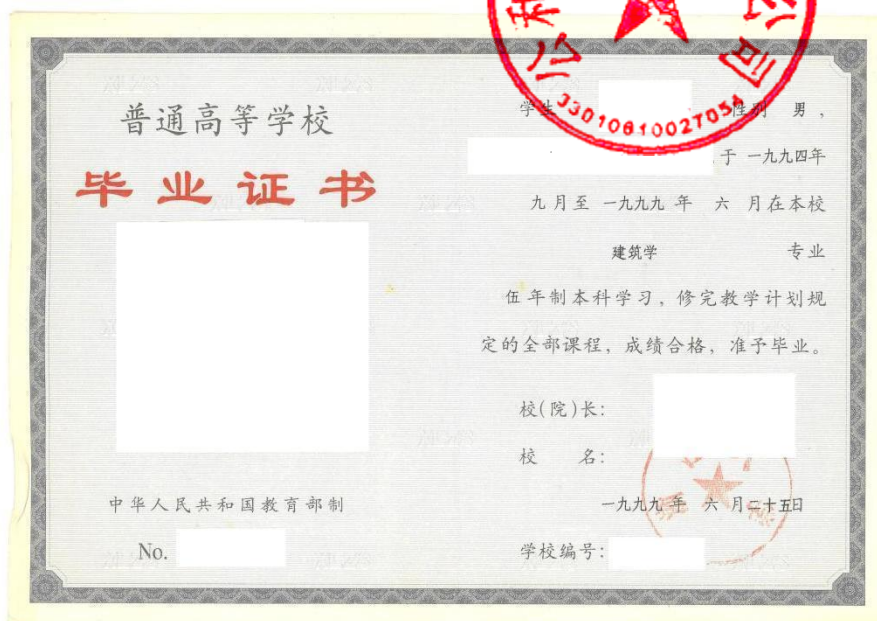 普通高等学校
毕业证书
中华人民共和国教育部制
No.
学生 性别 男，
于 一九九四年
九月至 一九九九 年 六 月在本校
建筑学 专业
伍年制本科学习，修完教学计划规
定的全部课程，成绩合格，准予毕业。
校(院)长：
校 名：
一九九九 年 六 月二十五日
学校编号：
公司
3301061002705